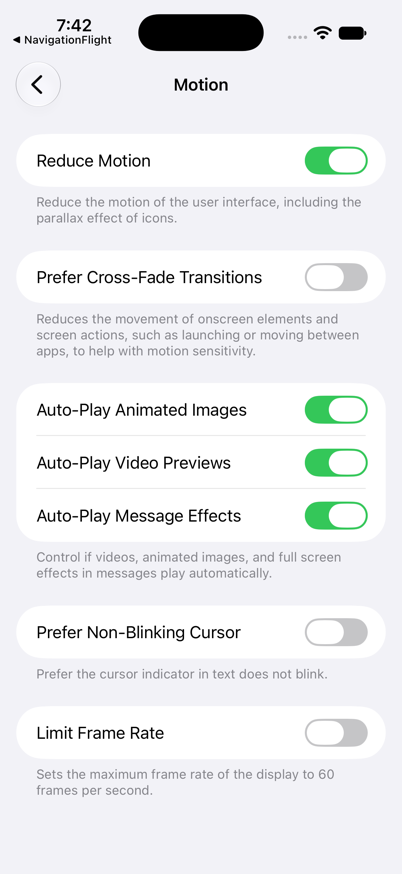 7:42
◀ NavigationFlight
Motion
Reduce Motion
Reduce the motion of the user interface, including the
parallax effect of icons.
Prefer Cross-Fade Transitions
Reduces the movement of onscreen elements and
screen actions, such as launching or moving between
apps, to help with motion sensitivity.
Auto-Play Animated Images
Auto-Play Video Previews
Auto-Play Message Effects
Control if videos, animated images, and full screen
effects in messages play automatically.
Prefer Non-Blinking Cursor
Prefer the cursor indicator in text does not blink.
Limit Frame Rate
Sets the maximum frame rate of the display to 60
frames per second.